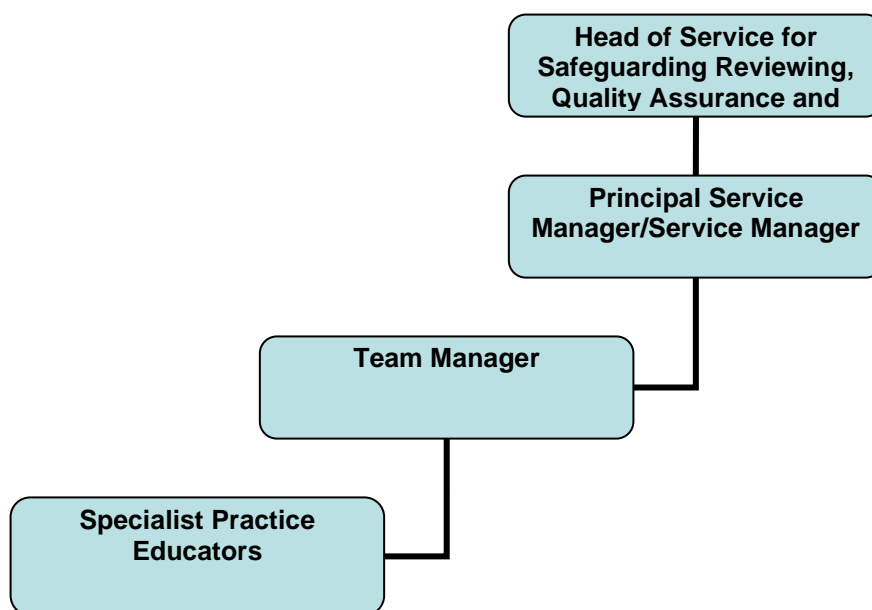 Head of Service for
Safeguarding Reviewing,
Quality Assurance and
Principal Service
Manager/Service Manager
Team Manager
Specialist Practice
Educators